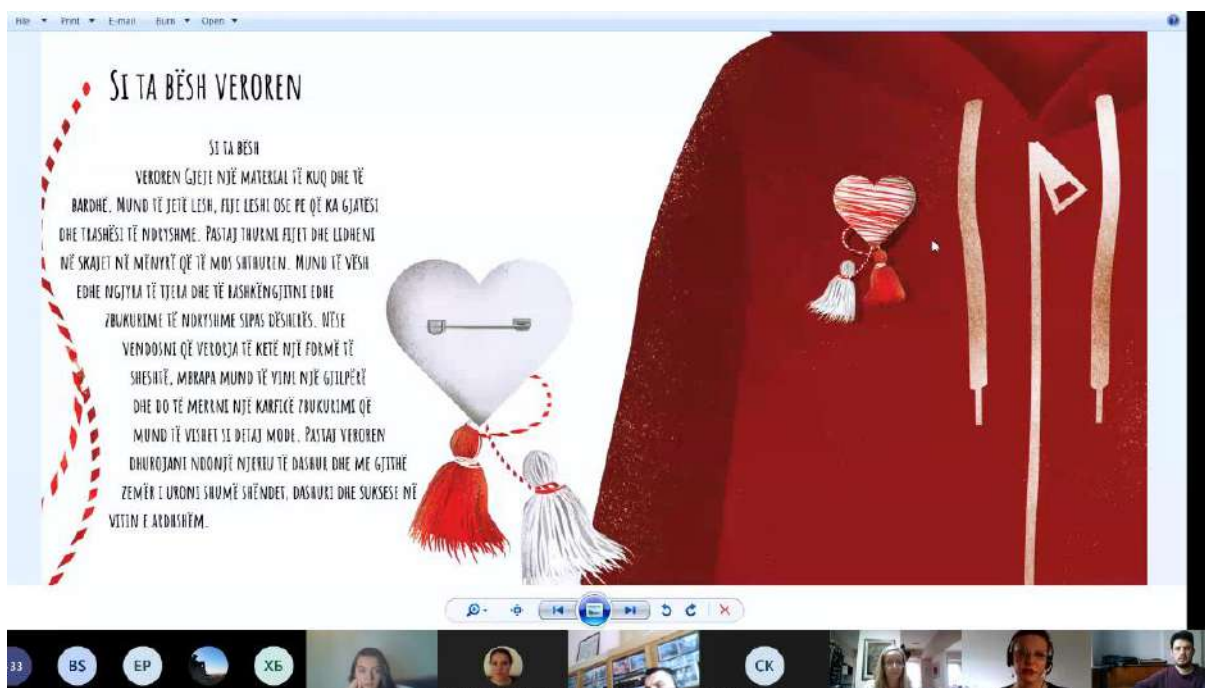 File Print E-mail Burn Open
SI TA BËSH VEROREN
SI TA BËSH
VEROREN GJEJE NJË MATERIAL TË KUQ DHE TË
BARDHË. MUND TË JETË LESH, FIJE LESHI OSE PE QË KA GJATËSI
DHE TRASHËSI TË NDRYSHME. PASTAJ THURNI FIJET DHE LIDHENI
NË SKAJET NË MËNYRË QË TË MOS SHTHUREN. MUND TË VËSH
EDHE NGJYRA TË TJERA DHE TË BASHKËNGJITNI EDHE
ZBUKURIME TË NDRYSHME SIPAS DËSHIRËS. NËSE
VENDOSNI QË VERORJA TË KETË NJË FORMË TË
SHESHTË, MBRAPA MUND TË VINI NJË GJILPËRË
DHE DO TË MERRNI NJË KARFICË ZBUKURIMI QË
MUND TË VISHET SI DETAJ MODE. PASTAJ VEROREN
DHUROJANI NDONJË NJERIU TË DASHUR DHE ME GJITHË
ZEMËR I URONI SHUMË SHËNDET, DASHURI DHE SUKSESE NË
VITIN E ARDHSHËM.
33 BS EP ХБ СК